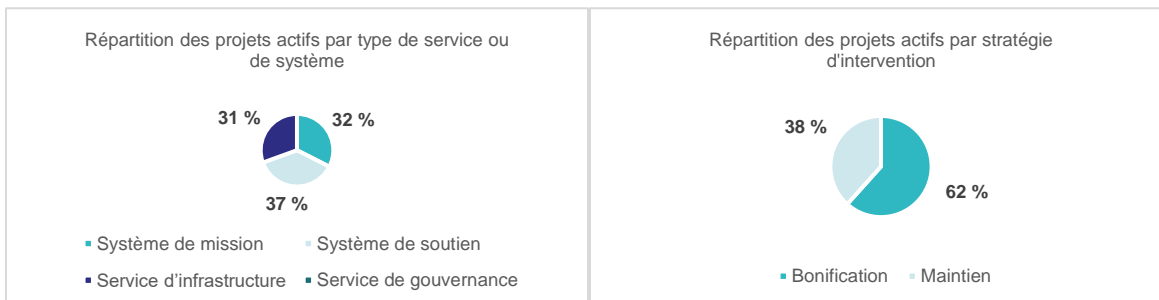 Répartition des projets actifs par type de service ou
de système
31 %
32 %
37 %
Système de mission
Système de soutien
Service d'infrastructure
Service de gouvernance
Répartition des projets actifs par stratégie
d'intervention
38 %
62 %
Bonification
Maintien